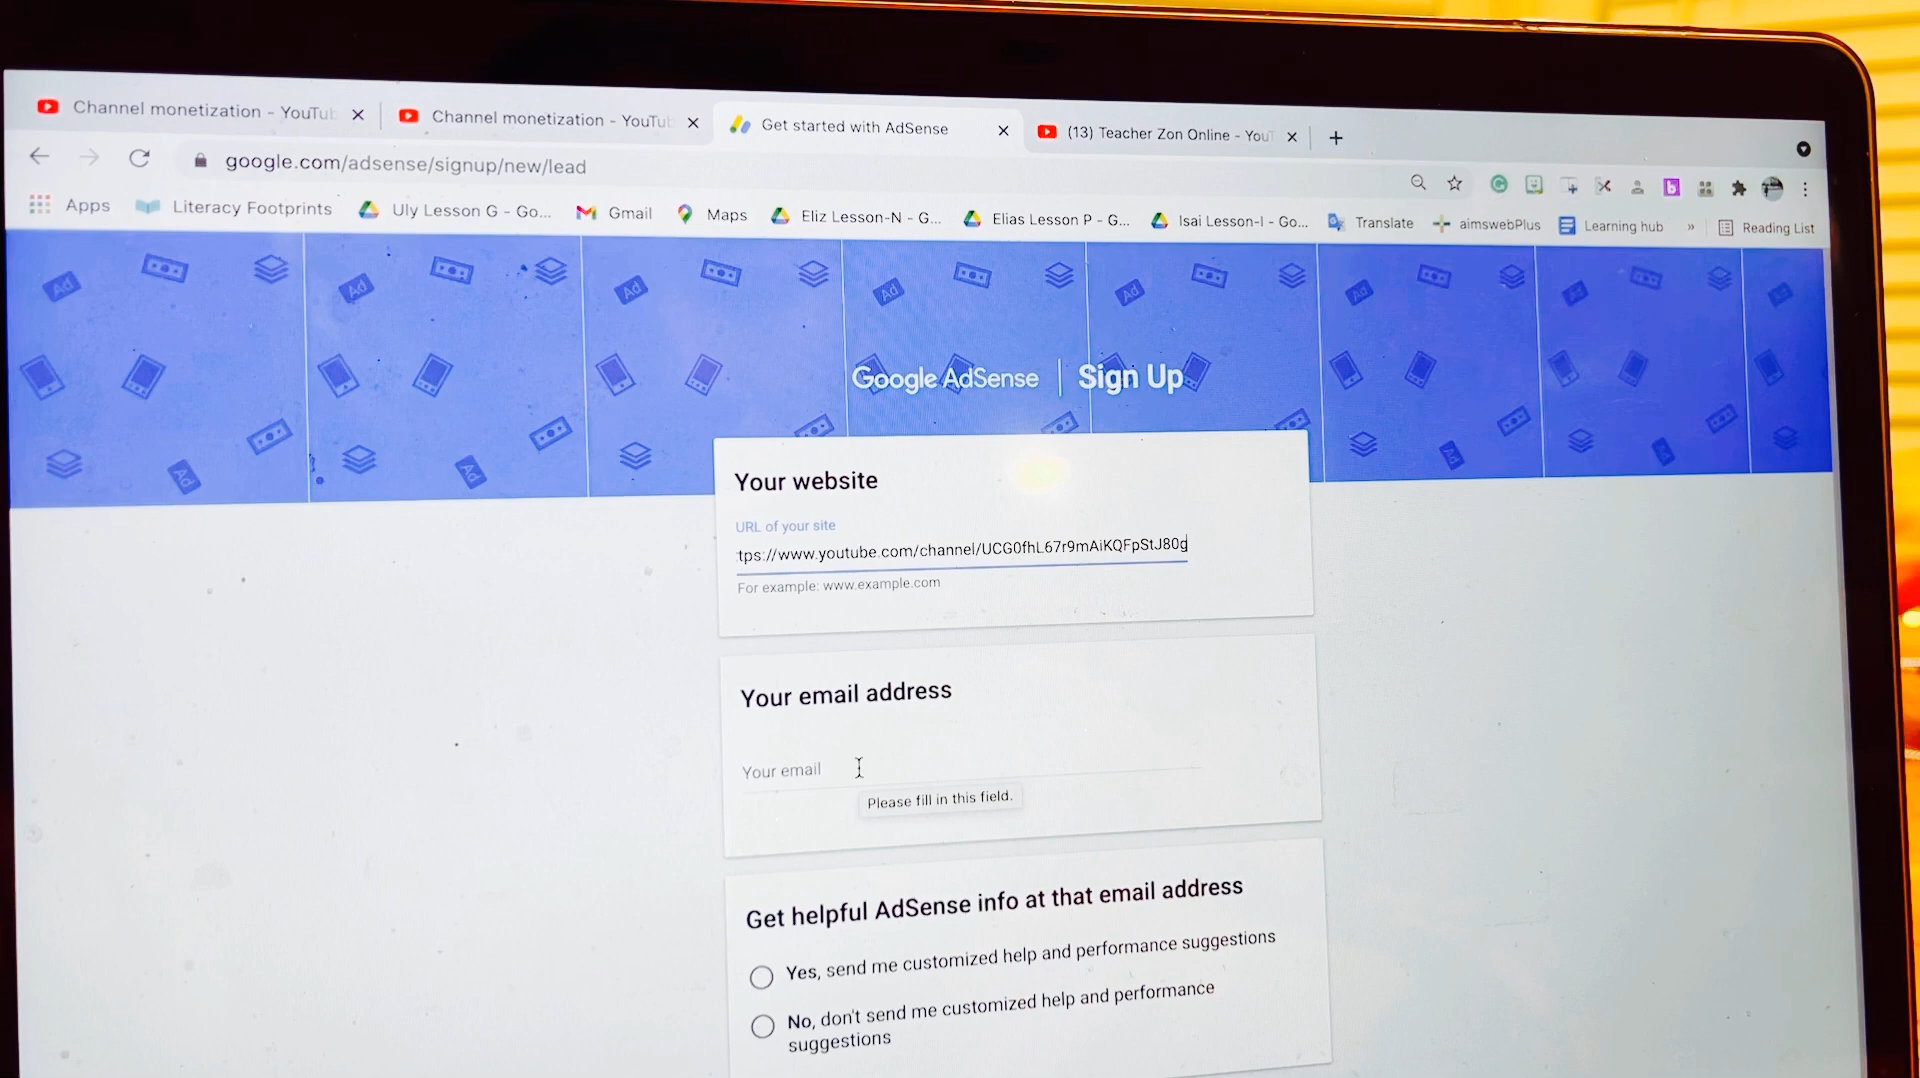 Channel monetization - YouTub
Channel monetization - YouTub
Get started with AdSense
(13) Teacher Zon Online - YouT
google.com/adsense/signup/new/lead
Apps
Literacy Footprints
Uly Lesson G - Go...
Gmail
Maps
Eliz Lesson-N - G...
Elias Lesson P - G...
Isai Lesson-I - Go...
Translate
aimswebPlus
Learning hub
»
Reading List
Google AdSense | Sign Up
Your website
URL of your site
tps://www.youtube.com/channel/UCG0fhL67r9mAiKQFpStJ80g
For example: www.example.com
Your email address
Your email
Please fill in this field.
Get helpful AdSense info at that email address
Yes, send me customized help and performance suggestions
No, don't send me customized help and performance
suggestions